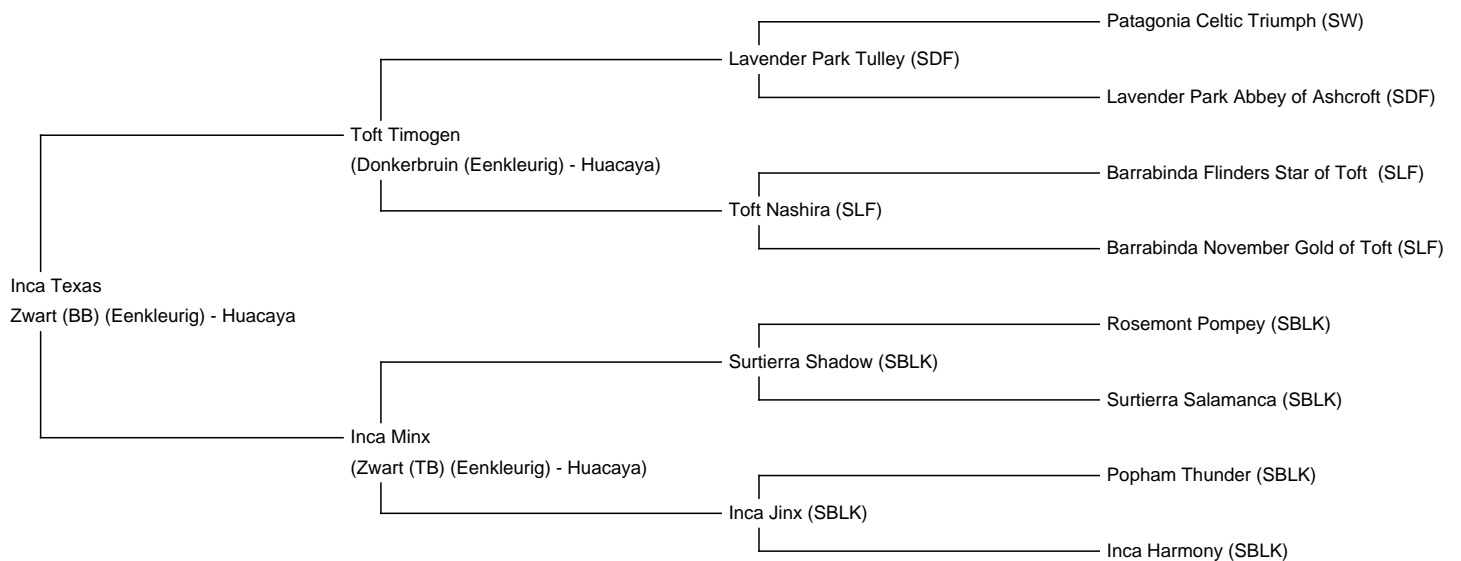 Patagonia Celtic Triumph (SW)
Lavender Park Tulley (SDF)
Lavender Park Abbey of Ashcroft (SDF)
Toft Timogen
(Donkerbruin (Eenkleurig) - Huacaya)
Barrabinda Flinders Star of Toft  (SLF)
Toft Nashira (SLF)
Barrabinda November Gold of Toft (SLF)
Inca Texas
Zwart (BB) (Eenkleurig) - Huacaya
Rosemont Pompey (SBLK)
Surtierra Shadow (SBLK)
Surtierra Salamanca (SBLK)
Inca Minx
(Zwart (TB) (Eenkleurig) - Huacaya)
Popham Thunder (SBLK)
Inca Jinx (SBLK)
Inca Harmony (SBLK)